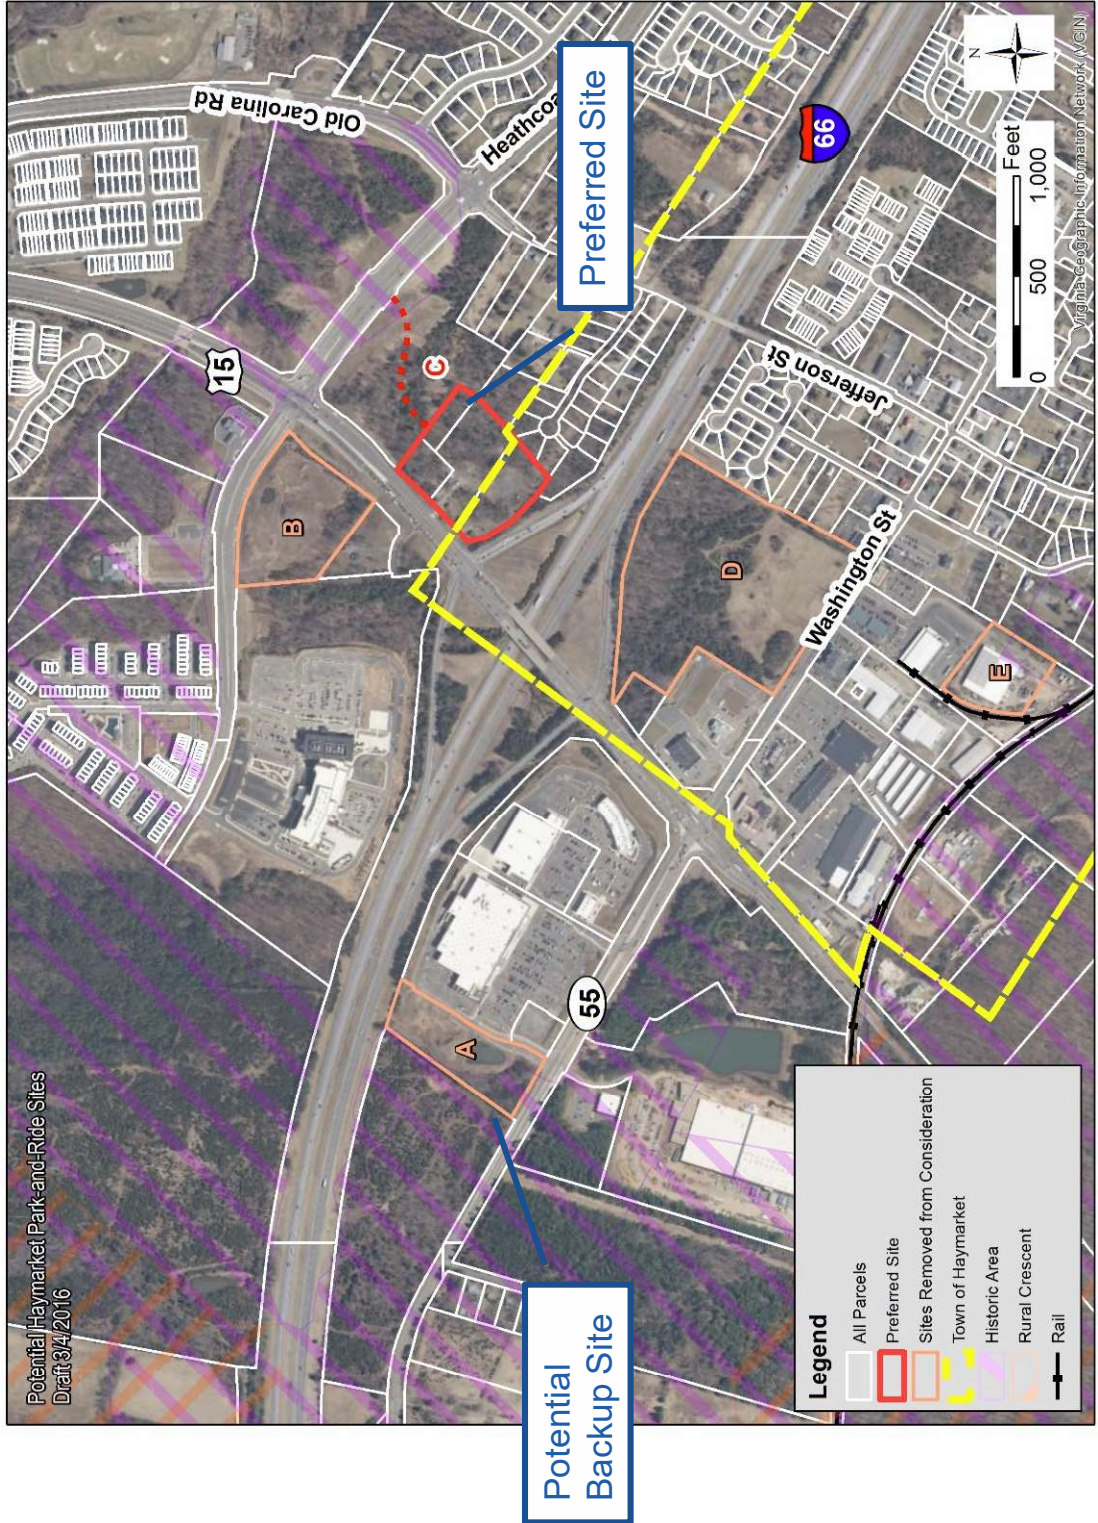 Potential Haymarket Park-and-Ride Sites
Draft 3/4/2016
Old Carolina Rd
Heathcoa
15
Preferred Site
C
B
66
N
Feet
0 500 1,000
Virginia Geographic Information Network (VGIN)
Jefferson St
D
Washington St
E
A
55
Potential
Backup Site
Legend
All Parcels
Preferred Site
Sites Removed from Consideration
Town of Haymarket
Historic Area
Rural Crescent
Rail